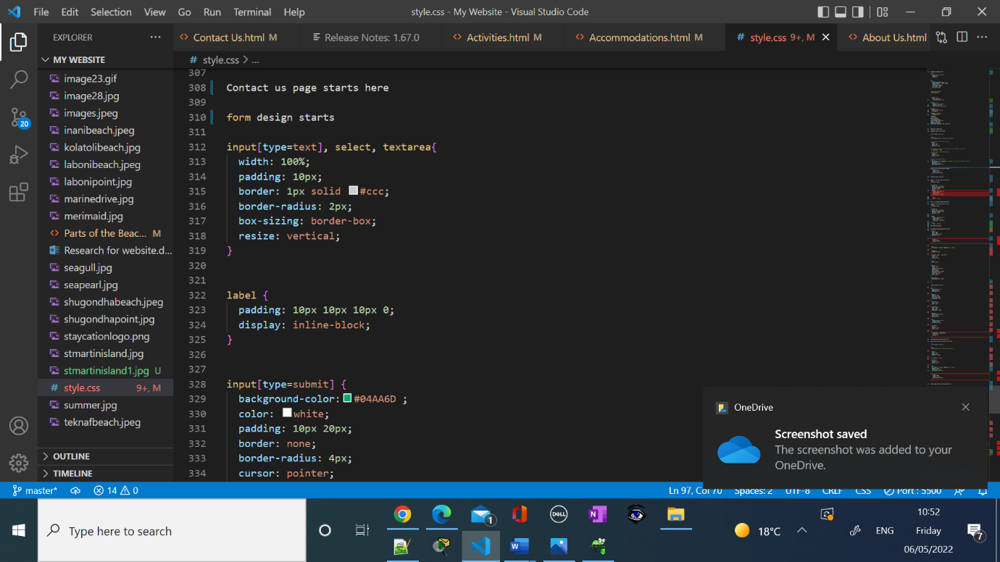 File Edit Selection View Go Run Terminal Help style.css - My Website - Visual Studio Code
EXPLORER
Contact Us.html M Release Notes: 1.67.0 Activities.html M Accommodations.html M # style.css 9+, M About Us.html
MY WEBSITE
# style.css > ...
image23.gif
image28.jpg
images.jpeg
inanibeach.jpeg
kolatolibeach.jpg
labonibeach.jpeg
labonipoint.jpg
marinedrive.jpg
merimaid.jpg
Parts of the Beac... M
Research for website.d...
seagull.jpg
seapearl.jpg
shugondhabeach.jpeg
shugondhapoint.jpg
staycationlogo.png
stmartinisland.jpg
stmartinisland1.jpg U
# style.css 9+, M
summer.jpg
teknafbeach.jpeg
OUTLINE
TIMELINE
20
307
308 Contact us page starts here
309
310 form design starts
311
312 input[type=text], select, textarea{
313 width: 100%;
314 padding: 10px;
315 border: 1px solid #ccc;
316 border-radius: 2px;
317 box-sizing: border-box;
318 resize: vertical;
319 }
320
321
322 label {
323 padding: 10px 10px 10px 0;
324 display: inline-block;
325 }
326
327
328 input[type=submit] {
329 background-color: #04AA6D ;
330 color: white;
331 padding: 10px 20px;
332 border: none;
333 border-radius: 4px;
334 cursor: pointer;
OneDrive
Screenshot saved
The screenshot was added to your
OneDrive.
master* 14 0 Ln 97, Col 70 Spaces: 2 UTF-8 CRLF CSS Port : 5500
Type here to search
1
DELL
N
W
18°C
ENG
10:52
Friday
06/05/2022
7